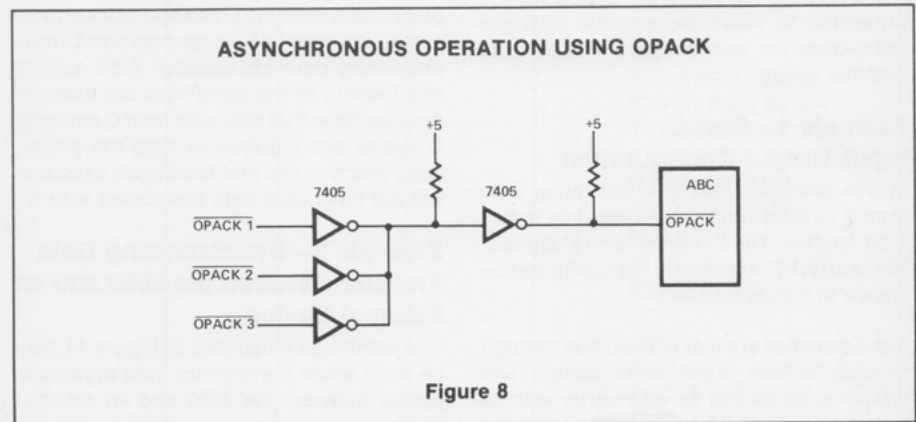 ASYNCHRONOUS OPERATION USING OPACK
+5
+5
7405
7405
ABC
OPACK 1
OPACK
OPACK 2
OPACK 3
Figure 8